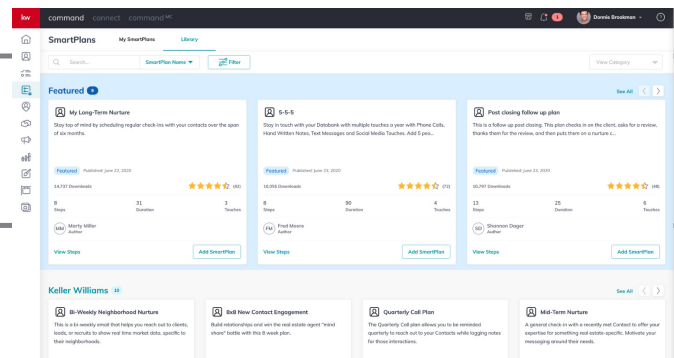 kw command connect command MC 1 Donnie Brookman
SmartPlans My SmartPlans Library
Search... SmartPlan Name Filter View Category
Featured See All
My Long-Term Nurture
Stay top of mind by scheduling regular check-ins with your contacts over the span
of six months.
Featured Published June 22, 2020
19,737 Downloads (62)
8 31 3
Steps Duration Touches
MM Marty Miller
Author
View Steps Add SmartPlan
5-5-5
Stay in touch with your Databank with multiple touches a year with Phone Calls,
Hand Written Notes, Text Messages and Social Media Touches. Add 5 peo...
Featured Published June 23, 2020
Downloads (72)
8 90 4
Steps Duration Touches
FM Fred Moore
Author
View Steps Add SmartPlan
Post closing follow up plan
This is a follow up post closing. This plan checks in on the client, asks for a review,
thanks them for the review, and then puts them on a nurture c...
Featured Published June 23, 2020
10,797 Downloads (48)
13 25 6
Steps Duration Touches
SD Shannon Dager
Author
View Steps Add SmartPlan
Keller Williams See All
Bi-Weekly Neighborhood Nurture
This is a bi-weekly email that helps you reach out to clients,
leads, or recruits to show real time market data, specific to
their neighborhoods.
8x8 New Contact Engagement
Build relationships and win the real estate agent "mind
share" battle with this 8 week plan.
Quarterly Call Plan
The Quarterly Call plan allows you to be reminded
quarterly to reach out to your Contacts while logging notes
for those interactions.
Mid-Term Nurture
A general check-in with a recently met Contact to offer your
expertise for something real estate-specific. Motivate your
messaging around their needs.